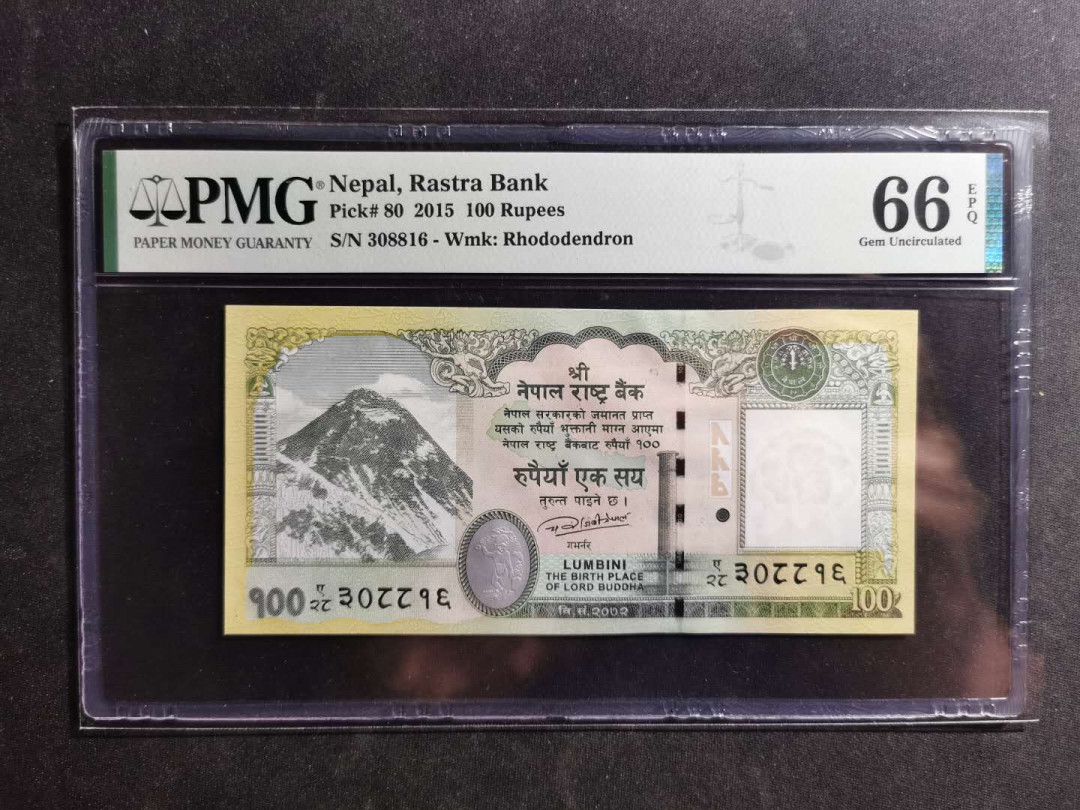 PMG®
PAPER MONEY GUARANTY
Nepal, Rastra Bank
Pick# 80 2015 100 Rupees
S/N 308816 - Wmk: Rhododendron
66
EPQ
Gem Uncirculated
श्री
नेपाल राष्ट्र बैंक
नेपाल सरकारको जमानत प्राप्त
यसको रुपैयाँ भुक्तानी माग्न आएमा
नेपाल राष्ट्र बैंकबाट रुपैयाँ १००
रुपैयाँ एक सय
तुरुन्त पाइने छ ।
गभर्नर
LUMBINI
THE BIRTH PLACE
OF LORD BUDDHA
वि.सं.२०७२
१००
ए
२८ ३०८८१६
ए
२८ ३०८८१६
100